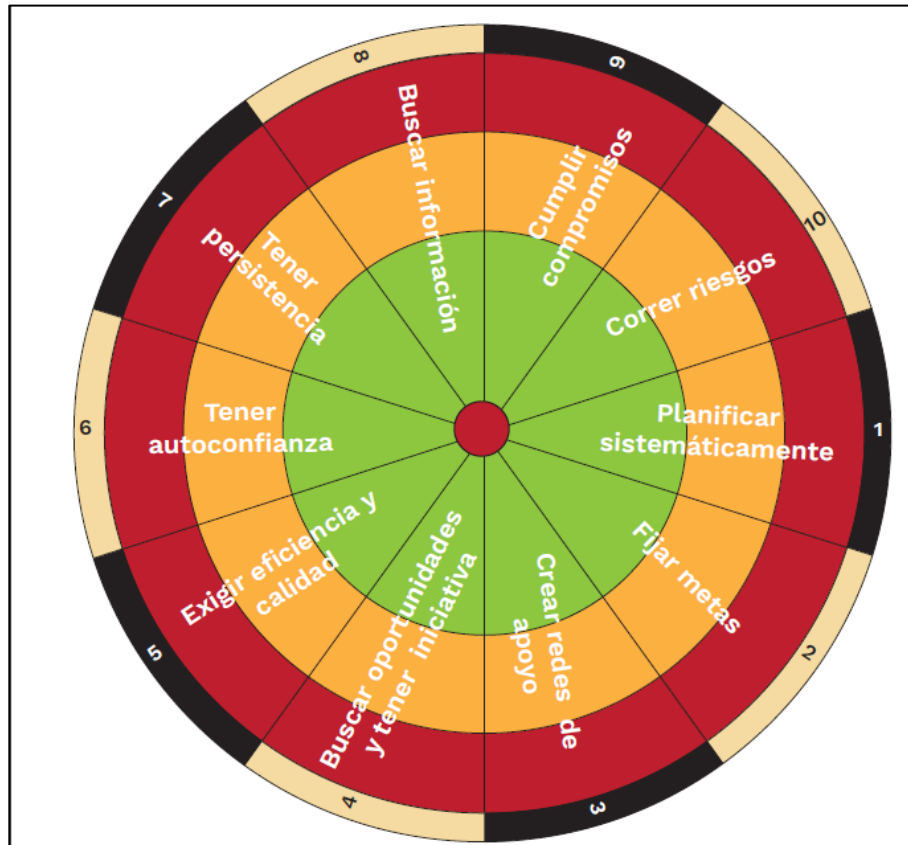 8
Buscar información
9
Cumplir
compromisos
10
Correr riesgos
1
Planificar
sistemáticamente
2
Fijar metas
3
Crear redes de
apoyo
4
Buscar oportunidades
y tener iniciativa
5
Exigir eficiencia y
calidad
6
Tener
autoconfianza
7
Tener
persistencia